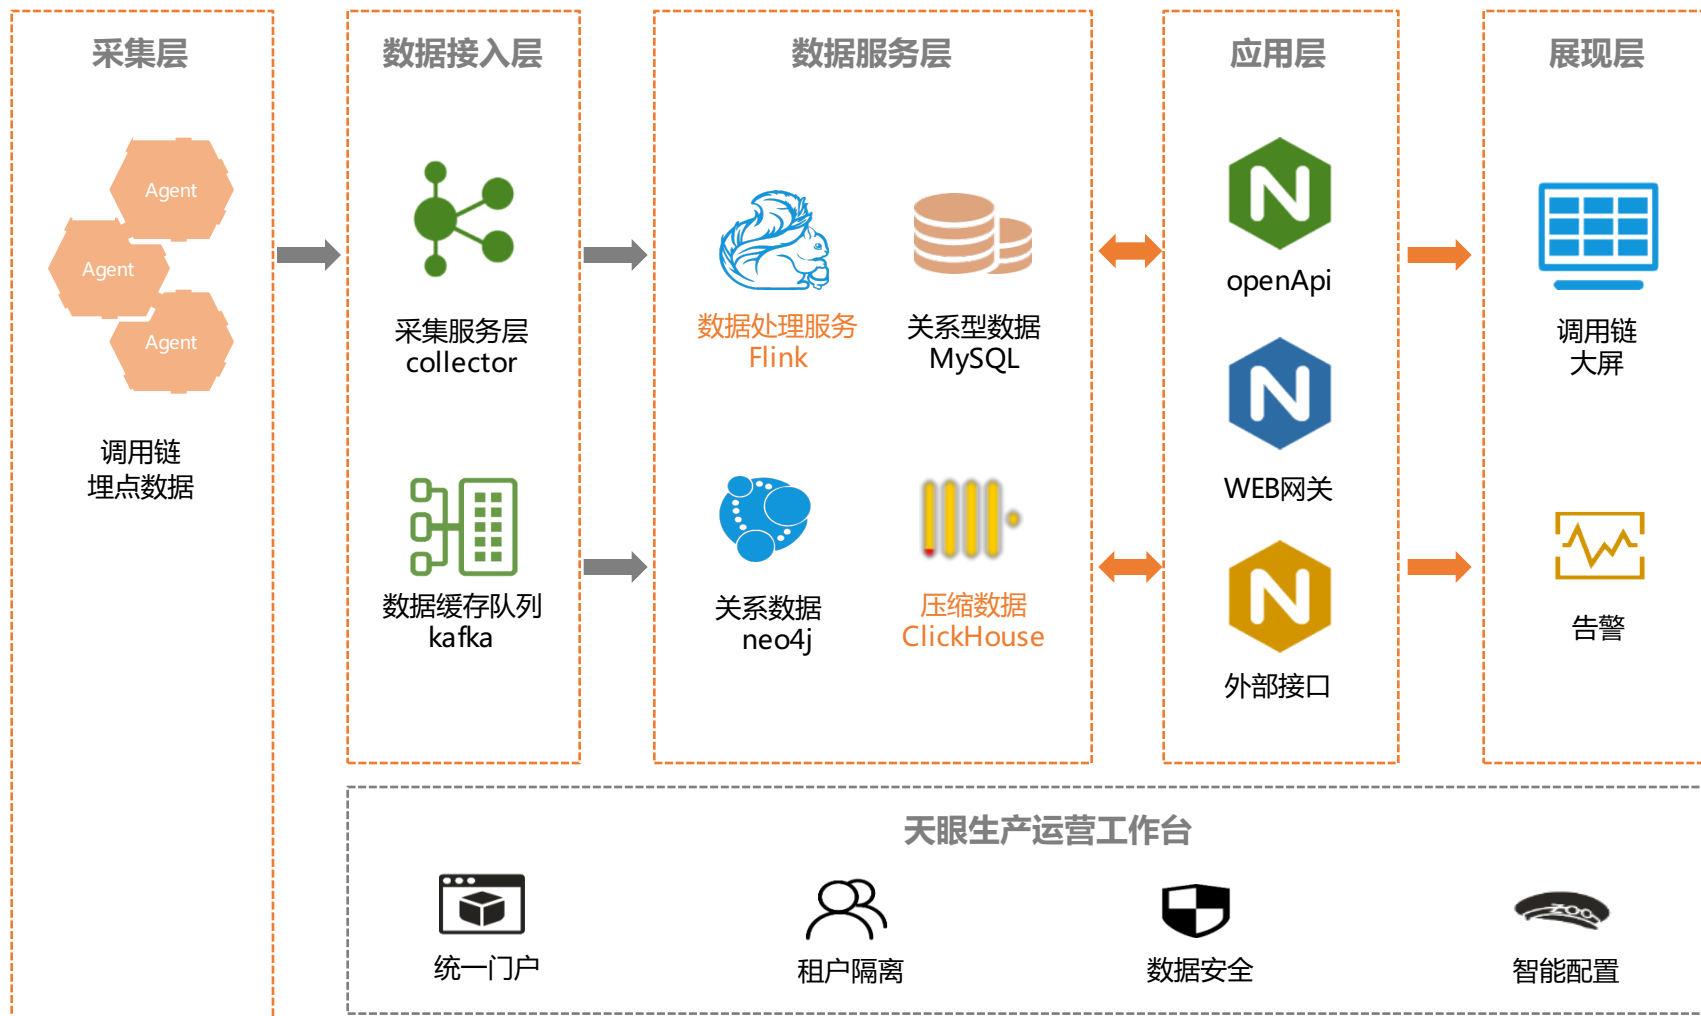 采集层
Agent
Agent
Agent
调用链
埋点数据
数据接入层
采集服务层
collector
数据缓存队列
kafka
数据服务层
数据处理服务
Flink
关系型数据
MySQL
关系数据
neo4j
压缩数据
ClickHouse
应用层
N
openApi
N
WEB网关
N
外部接口
展现层
调用链
大屏
告警
天眼生产运营工作台
统一门户
租户隔离
数据安全
ZOO
智能配置